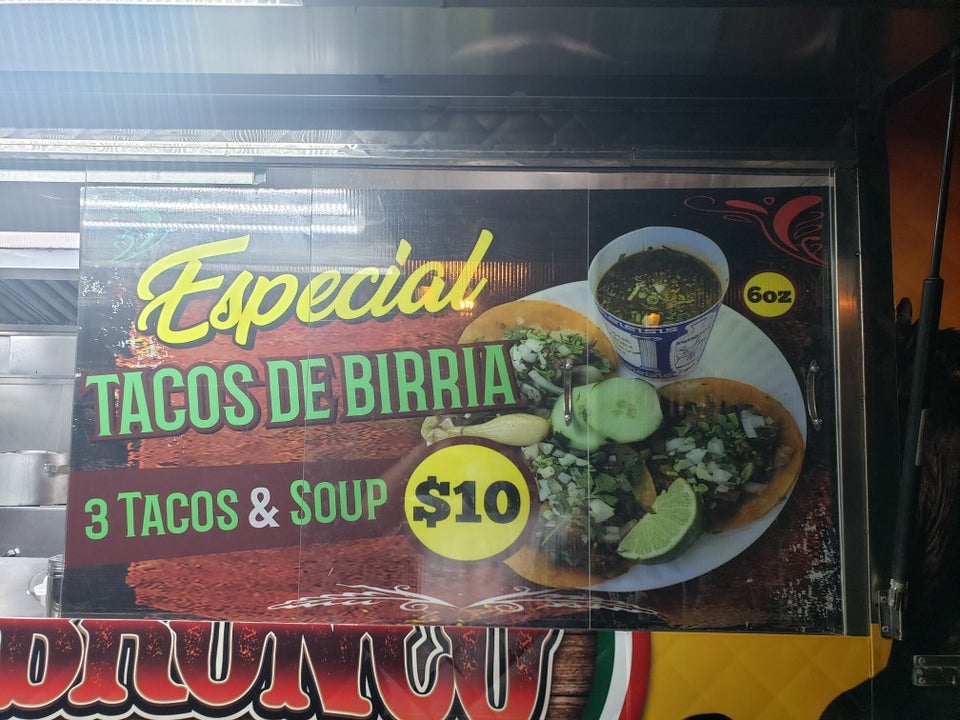 Especial
TACOS DE BIRRIA
3 TACOS & SOUP
$10
6oz